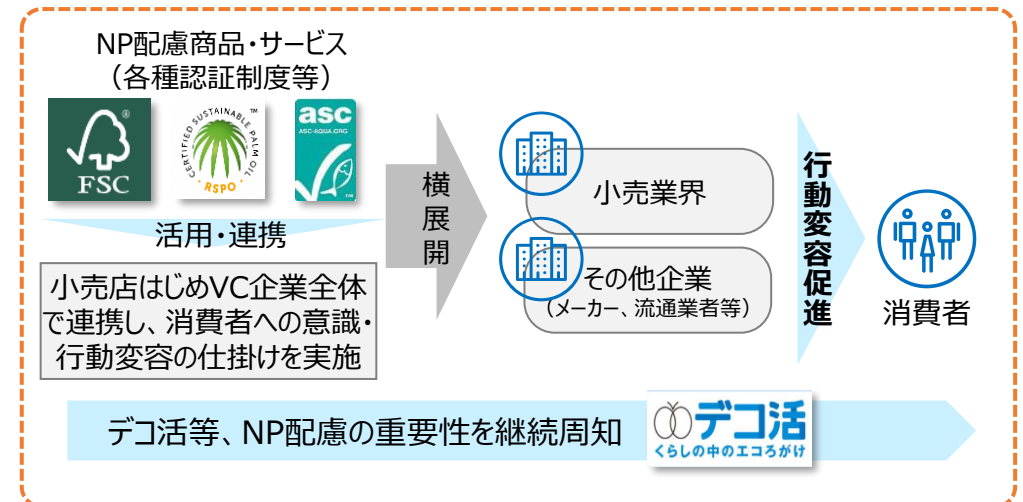 NP配慮商品・サービス
（各種認証制度等）
FSC
CERTIFIED SUSTAINABLE PALM OIL
TM
RSPO
asc
ASC-AQUA.ORG
TM
活用・連携
小売店はじめVC企業全体
で連携し、消費者への意識・
行動変容の仕掛けを実施
横展開
小売業界
その他企業
（メーカー、流通業者等）
行動変容促進
消費者
デコ活等、NP配慮の重要性を継続周知
デコ活
くらしの中のエコろがけ